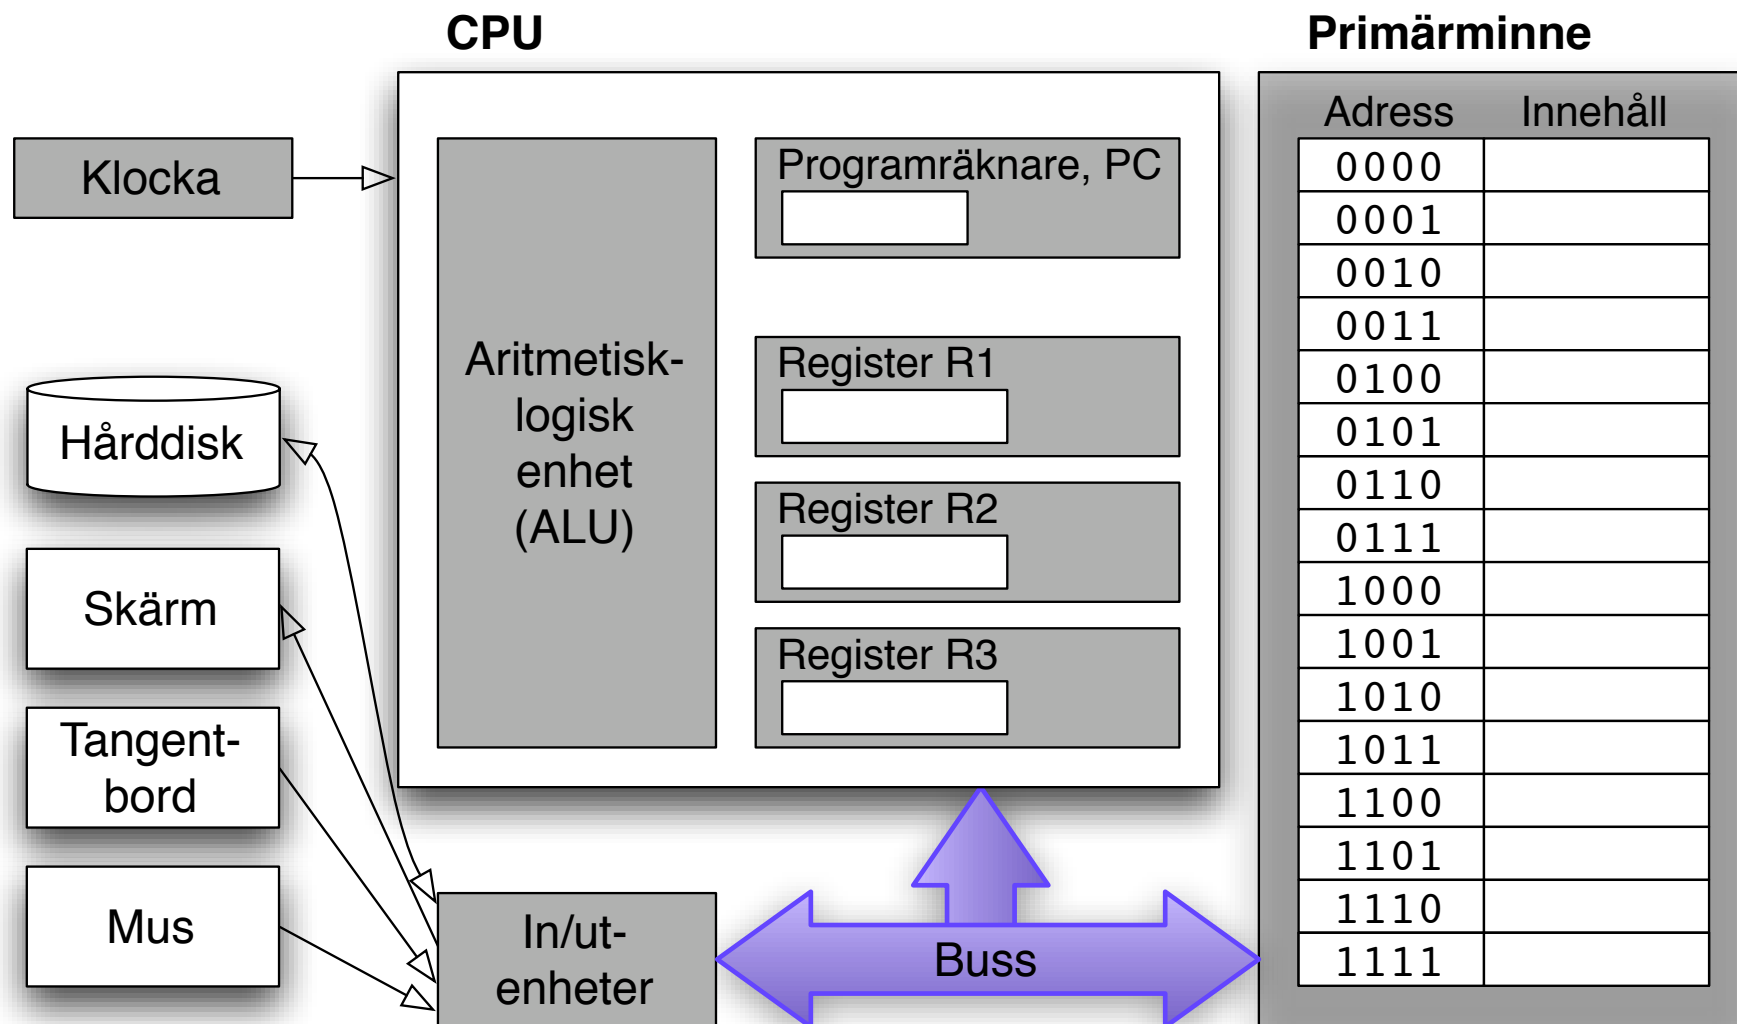 CPU
Primärminne
Klocka
Hårddisk
Skärm
Tangent-
bord
Mus
Aritmetisk-
logisk
enhet
(ALU)
Programräknare, PC
Register R1
Register R2
Register R3
In/ut-
enheter
Buss
Adress Innehåll
0000
0001
0010
0011
0100
0101
0110
0111
1000
1001
1010
1011
1100
1101
1110
1111